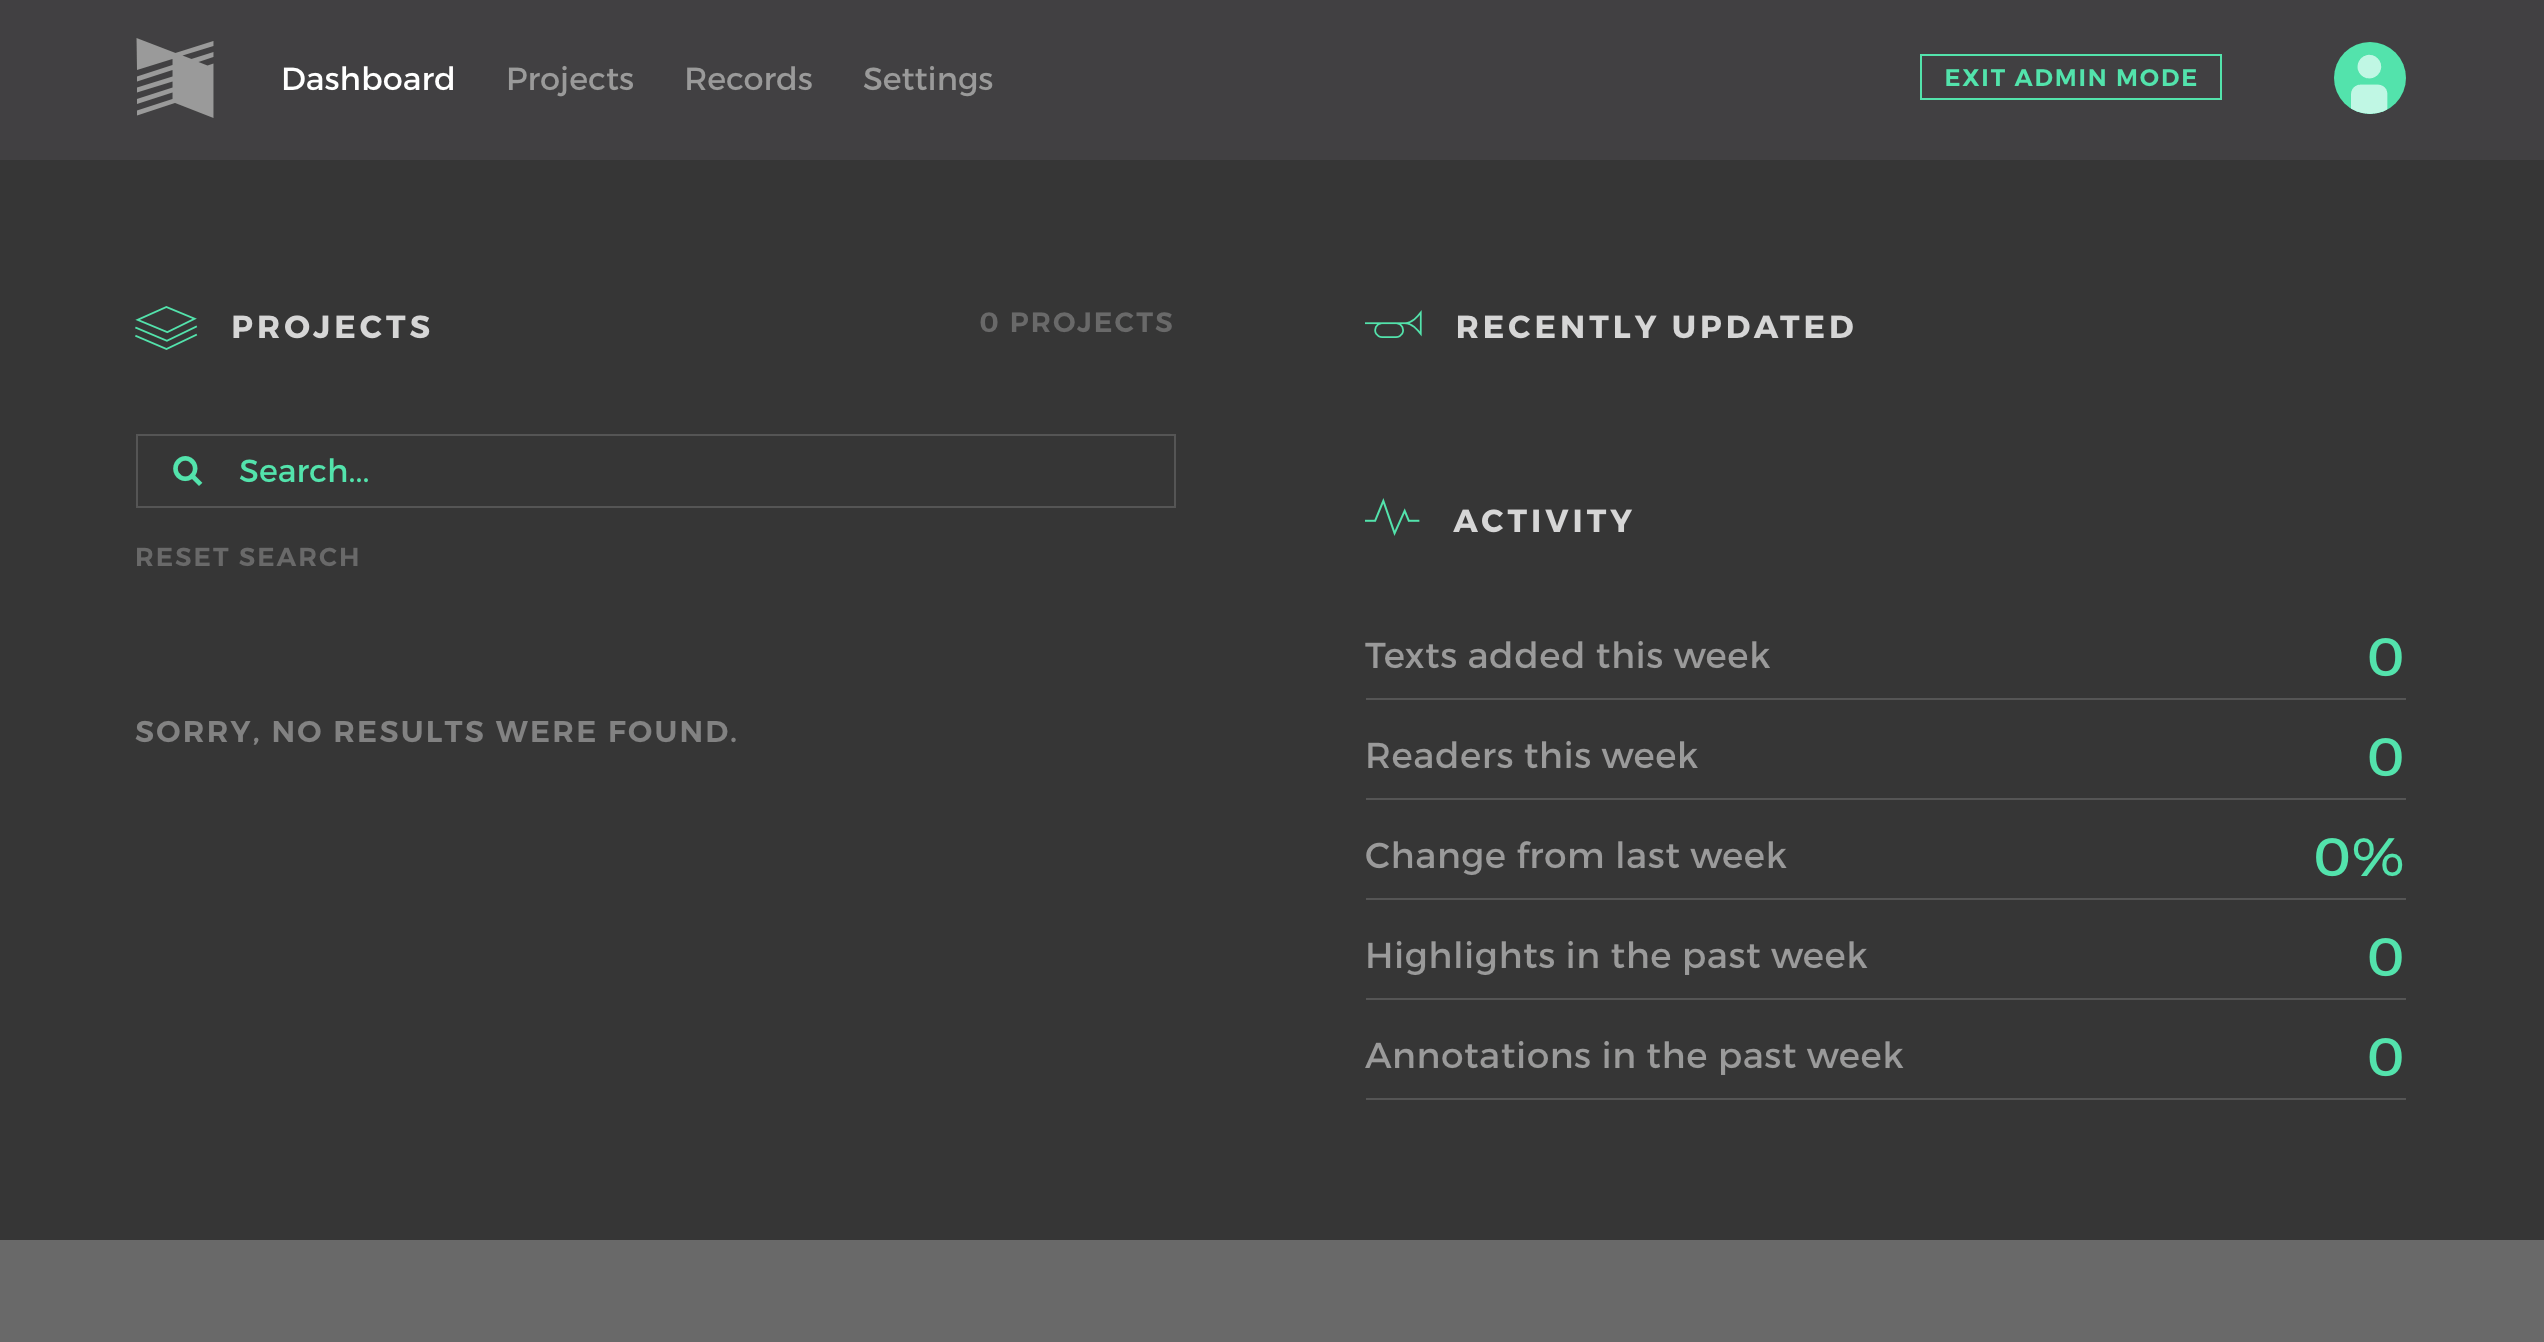 Dashboard Projects Records Settings
EXIT ADMIN MODE
PROJECTS
0 PROJECTS
Search...
RESET SEARCH
SORRY, NO RESULTS WERE FOUND.
RECENTLY UPDATED
ACTIVITY
Texts added this week 0
Readers this week 0
Change from last week 0%
Highlights in the past week 0
Annotations in the past week 0